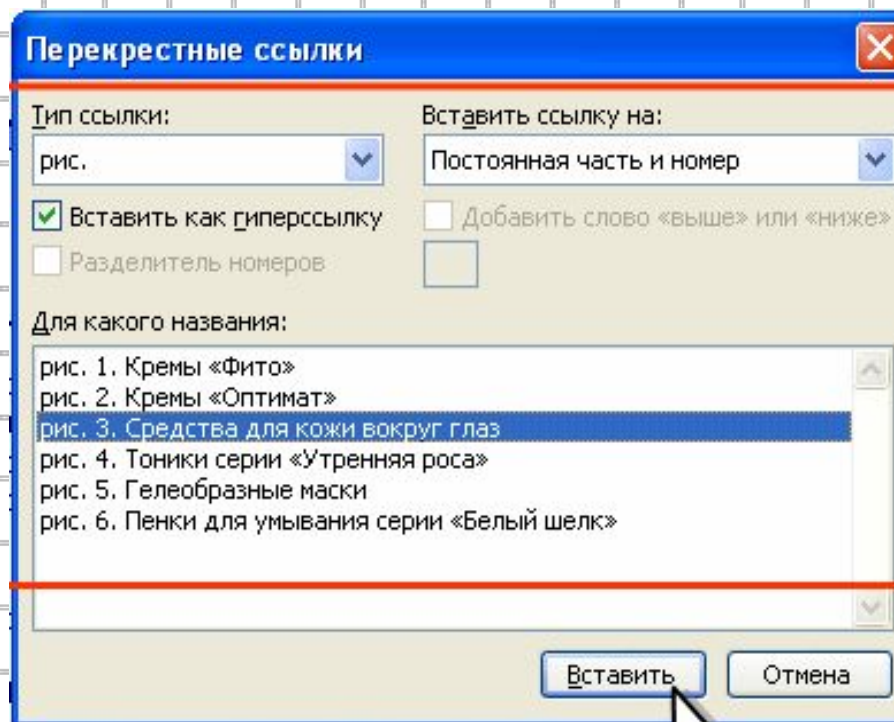 Перекрестные ссылки
Тип ссылки:
Вставить ссылку на:
рис.
Постоянная часть и номер
Вставить как гиперссылку
Добавить слово «выше» или «ниже»
Разделитель номеров
Для какого названия:
рис. 1. Кремы «Фито»
рис. 2. Кремы «Оптимат»
рис. 3. Средства для кожи вокруг глаз
рис. 4. Тоники серии «Утренняя роса»
рис. 5. Гелеобразные маски
рис. 6. Пенки для умывания серии «Белый шелк»
Вставить
Отмена